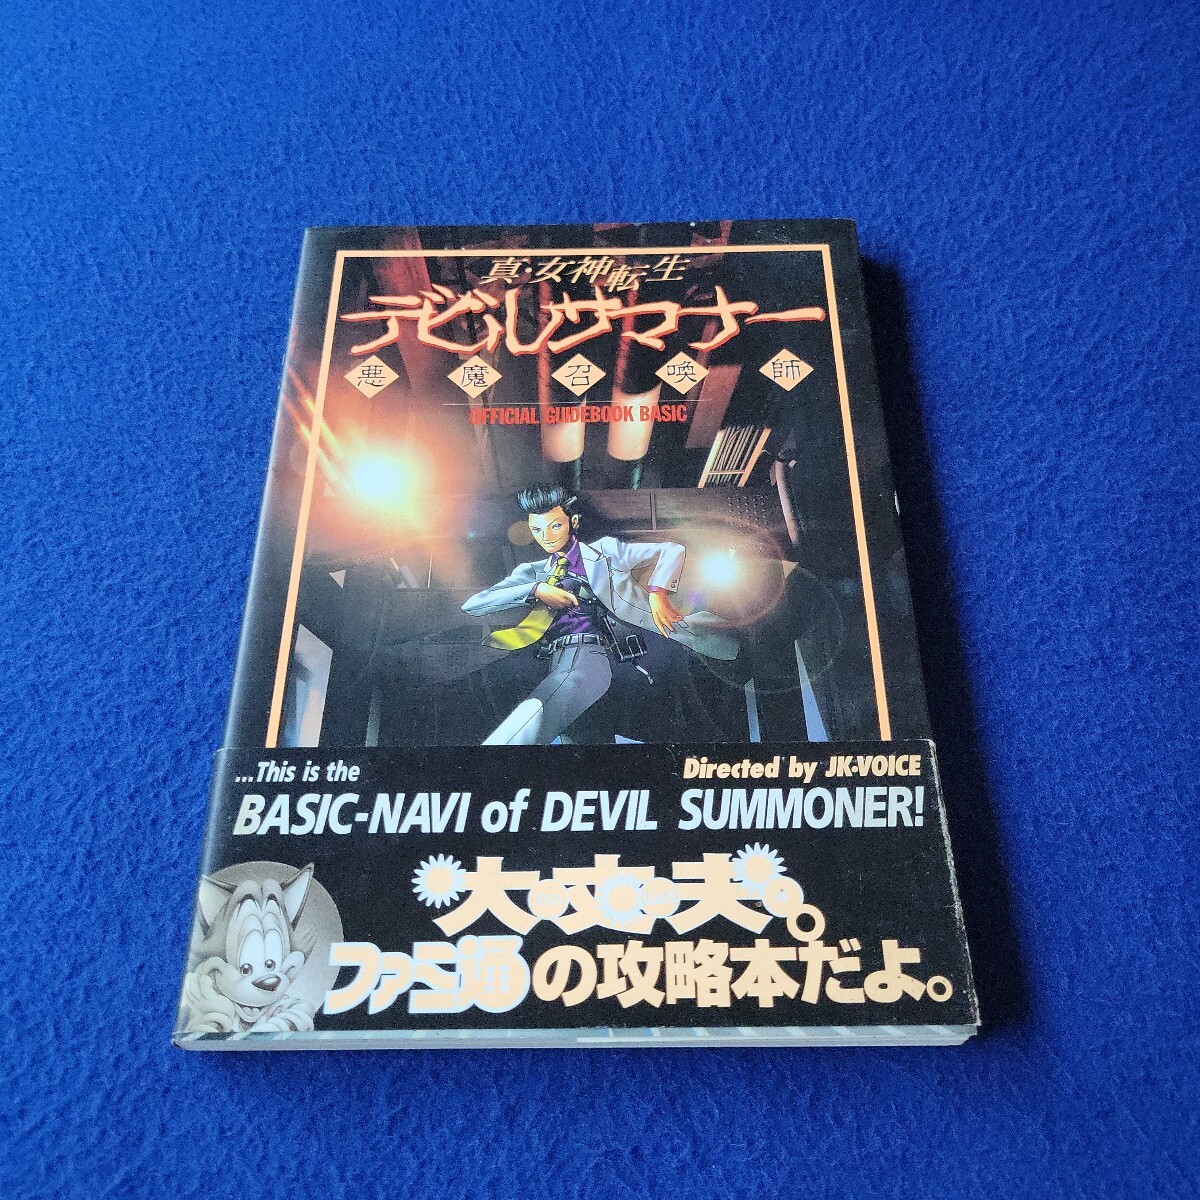 真・女神転生
デビルサマナー
悪魔召喚師
OFFICIAL GUIDEBOOK BASIC
...This is the
Directed by JK-VOICE
BASIC-NAVI of DEVIL SUMMONER!
大丈夫。
ファミ通の攻略本だよ。